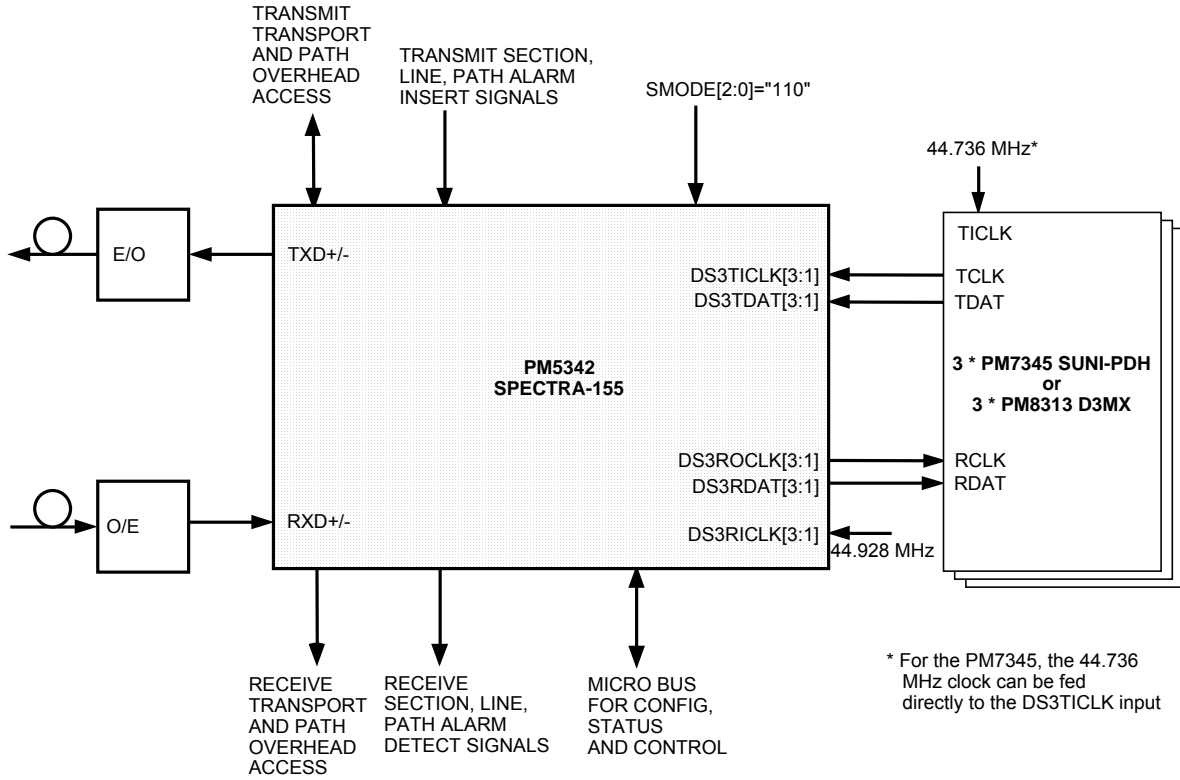 TRANSMIT
TRANSPORT
AND PATH
OVERHEAD
ACCESS
TRANSMIT SECTION,
LINE, PATH ALARM
INSERT SIGNALS
SMODE[2:0]="110"
44.736 MHz*
E/O
TXD+/-
DS3TICLK[3:1]
DS3TDAT[3:1]
TICLK
TCLK
TDAT
PM5342
SPECTRA-155
3 * PM7345 SUNI-PDH
or
3 * PM8313 D3MX
DS3ROCLK[3:1]
DS3RDAT[3:1]
RCLK
RDAT
O/E
RXD+/-
DS3RICLK[3:1]
44.928 MHz
RECEIVE
TRANSPORT
AND PATH
OVERHEAD
ACCESS
RECEIVE
SECTION, LINE,
PATH ALARM
DETECT SIGNALS
MICRO BUS
FOR CONFIG,
STATUS
AND CONTROL
* For the PM7345, the 44.736
MHz clock can be fed
directly to the DS3TICLK input